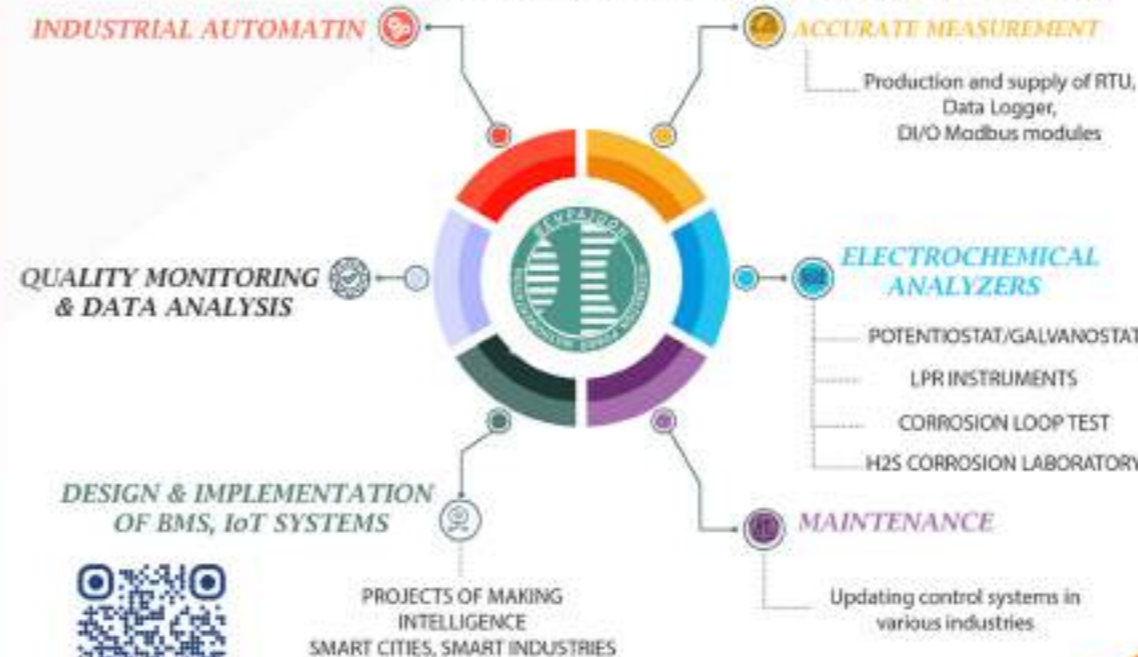 INDUSTRIAL AUTOMATIN
ACCURATE MEASUREMENT
Production and supply of RTU,
Data Logger,
DI/O Modbus modules
QUALITY MONITORING
& DATA ANALYSIS
ELECTROCHEMICAL
ANALYZERS
POTENTIOSTAT/GALVANOSTAT
LPR INSTRUMENTS
CORROSION LOOP TEST
H2S CORROSION LABORATORY
DESIGN & IMPLEMENTATION
OF BMS, IoT SYSTEMS
PROJECTS OF MAKING
INTELLIGENCE
SMART CITIES, SMART INDUSTRIES
MAINTENANCE
Updating control systems in
various industries